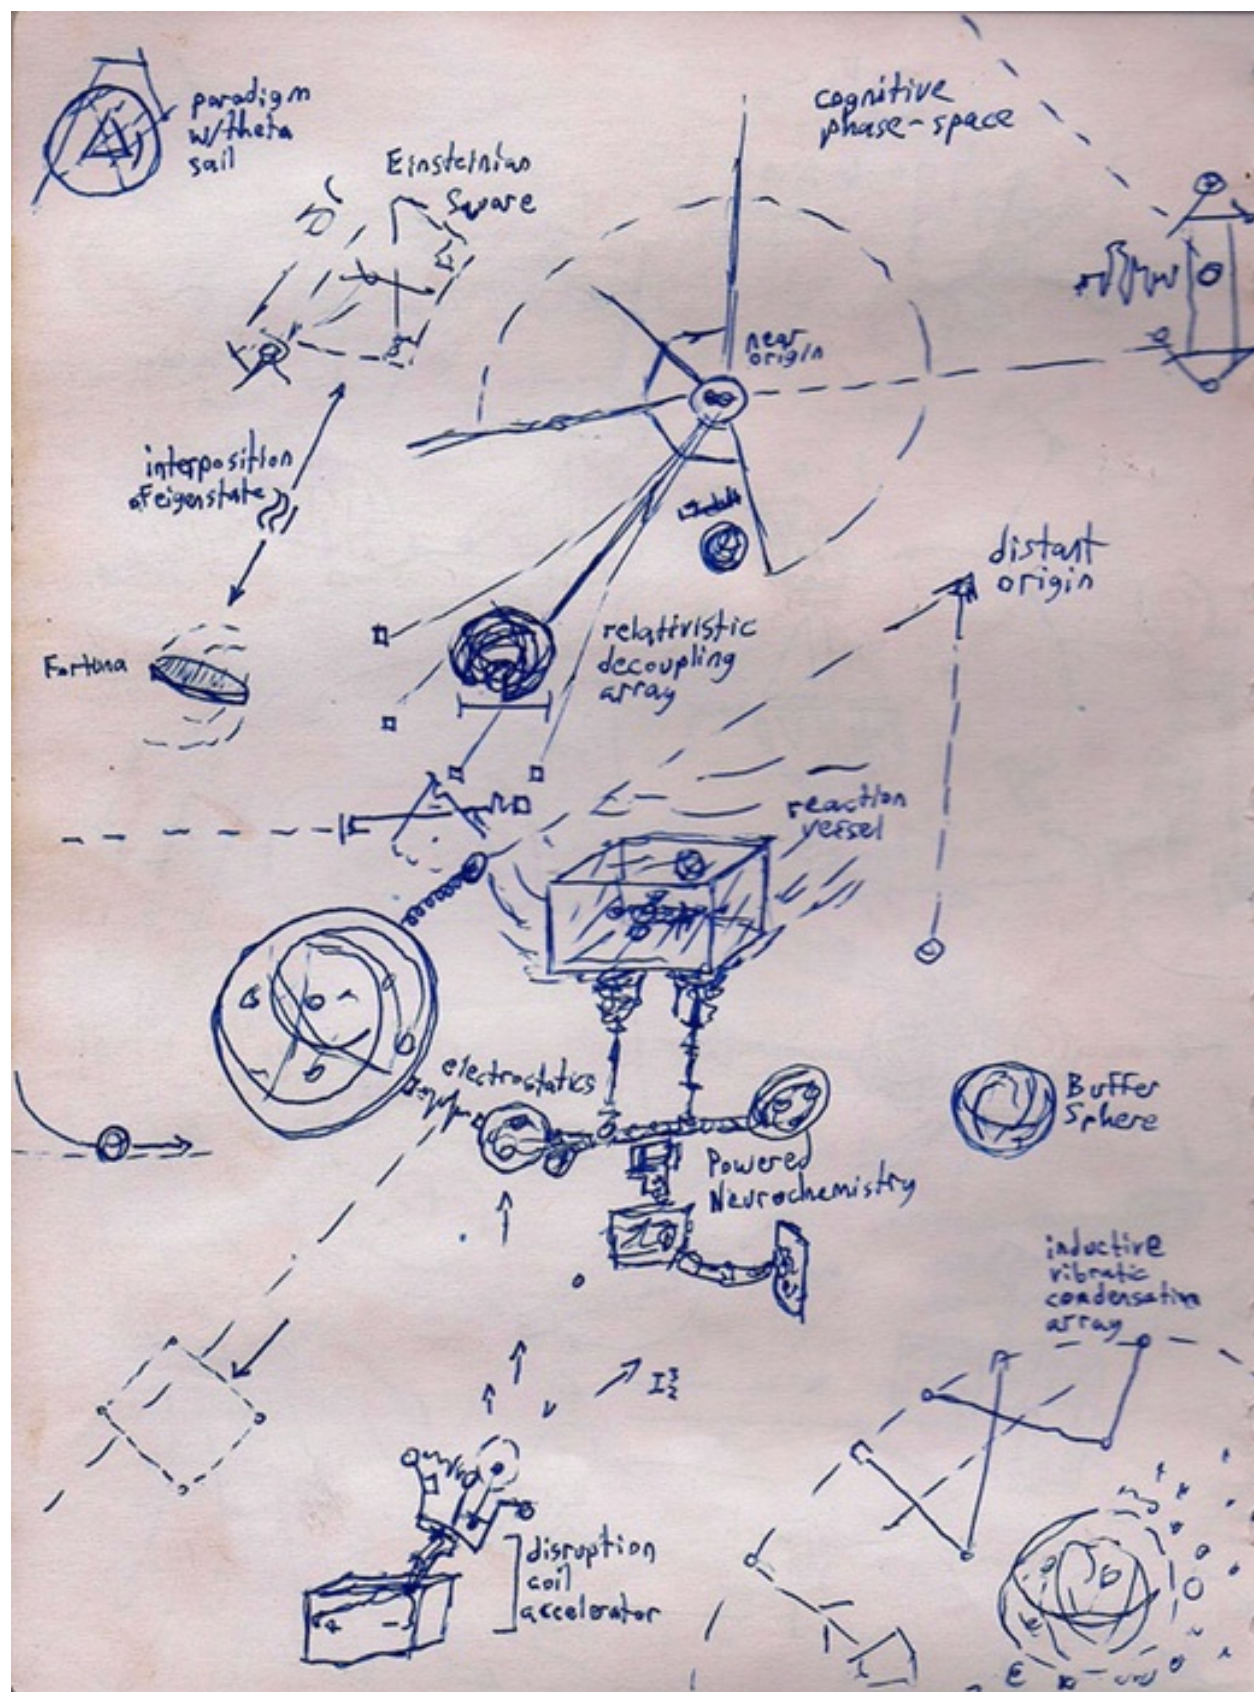 paradigm
w/theta
sail
Einsteinian
Square
cognitive
phase-space
near
origin
interposition
of eigenstate
distant
origin
Fortuna
relativistic
decoupling
array
reaction
vessel
electrostatics
Buffer
Sphere
Powered
Neurochemistry
inductive
vibratic
condensation
array
disruption
coil
accelerator